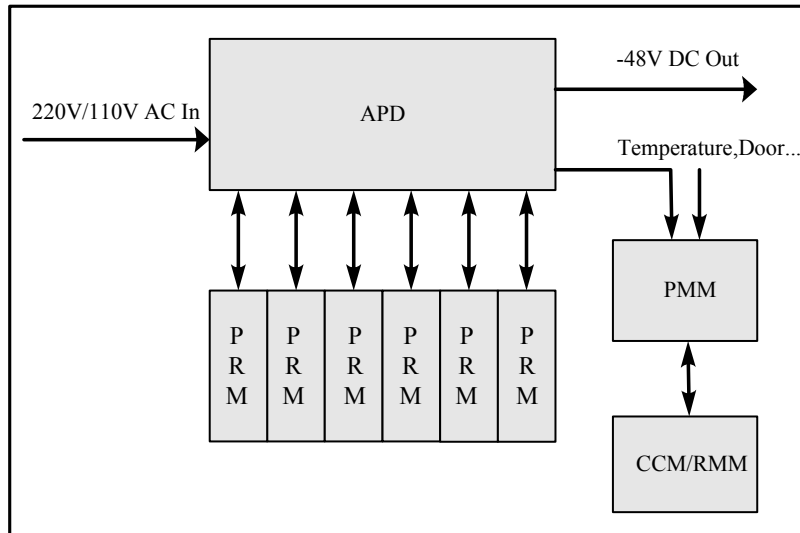 -48V DC Out
220V/110V AC In
APD
Temperature,Door...
PMM
P P P P P P
R R R R R R
M M M M M M
CCM/RMM